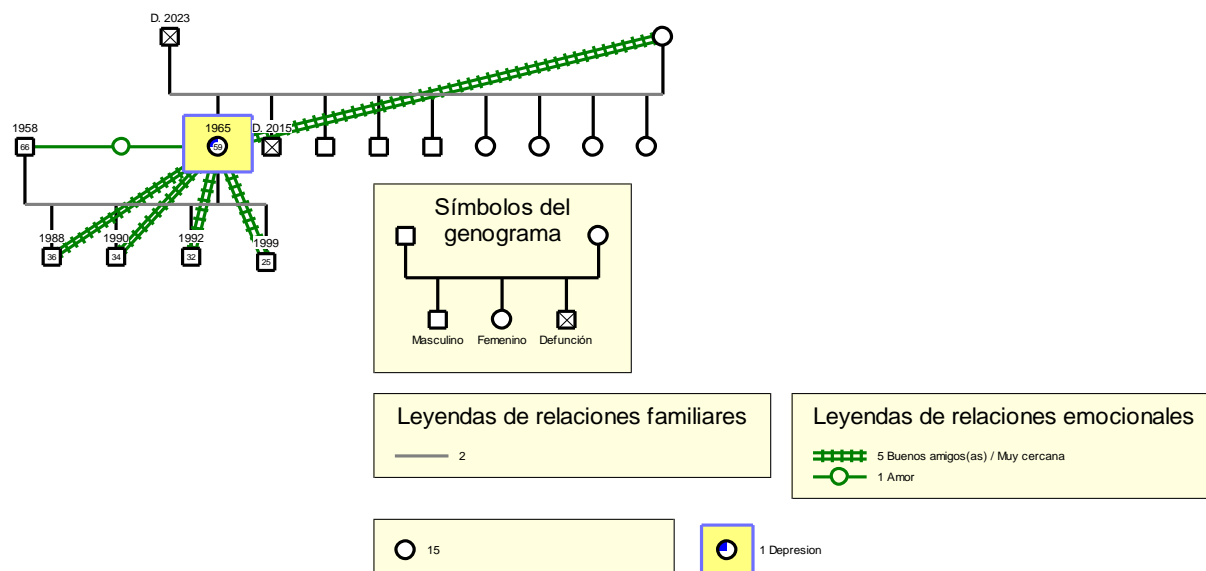 D. 2023
1958
1965
D. 2015
66
59
1988
1990
1992
1999
36
34
32
25
Símbolos del
genograma
Masculino
Femenino
Defunción
Leyendas de relaciones familiares
2
Leyendas de relaciones emocionales
5 Buenos amigos(as) / Muy cercana
1 Amor
15
1 Depresion